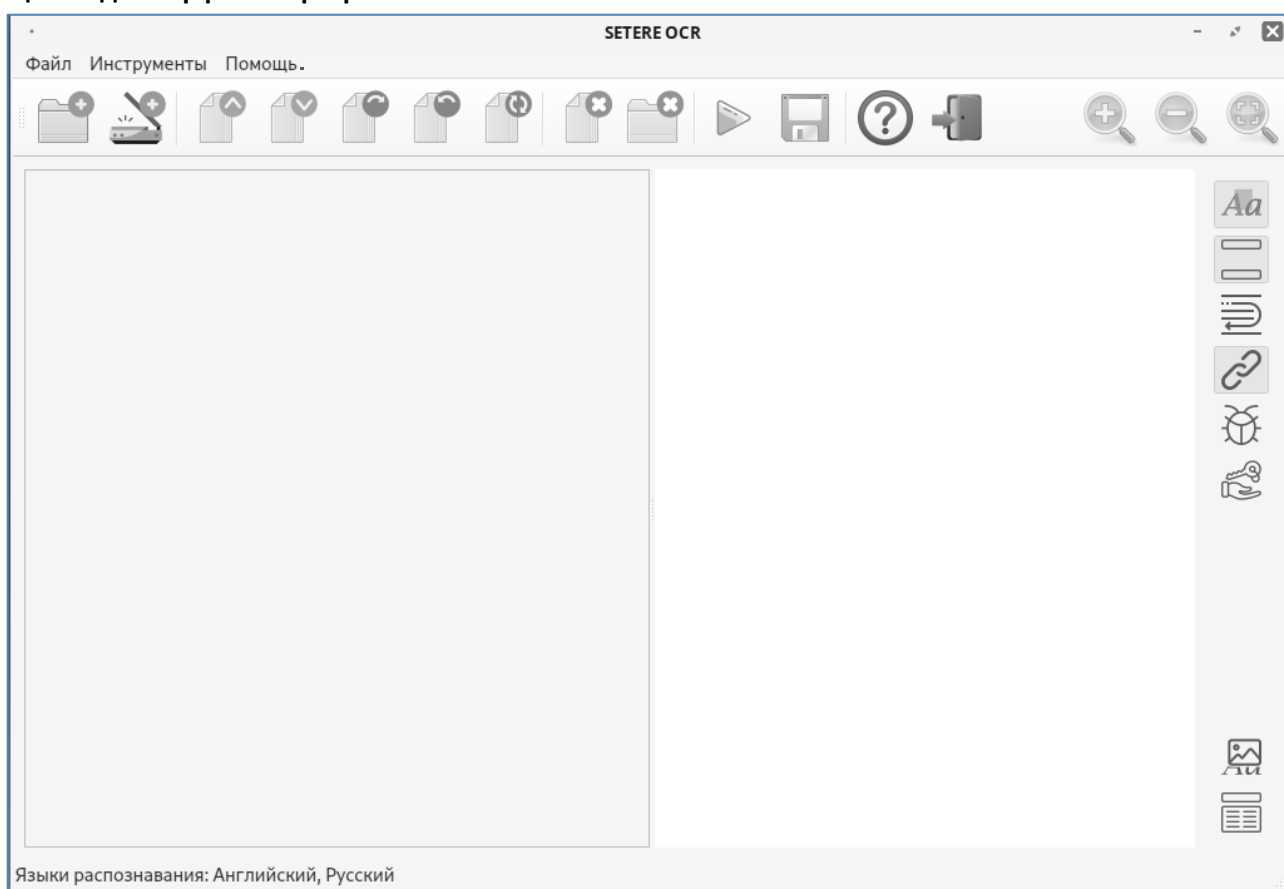 SETERE OCR
Файл Инструменты Помощь.
Aa
Языки распознавания: Английский, Русский